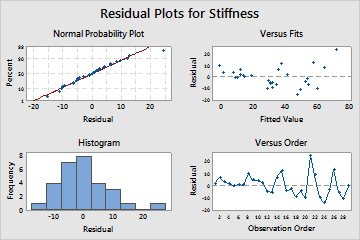 Residual Plots for Stiffness
Normal Probability Plot
99
90
50
10
1
Percent
-20 -10 0 10 20
Residual
Versus Fits
20
10
0
-10
-20
Residual
0 20 40 60 80
Fitted Value
Histogram
8
6
4
2
0
Frequency
-10 0 10 20
Residual
Versus Order
20
10
0
-10
-20
Residual
2 4 6 8 10 12 14 16 18 20 22 24 26 28
Observation Order